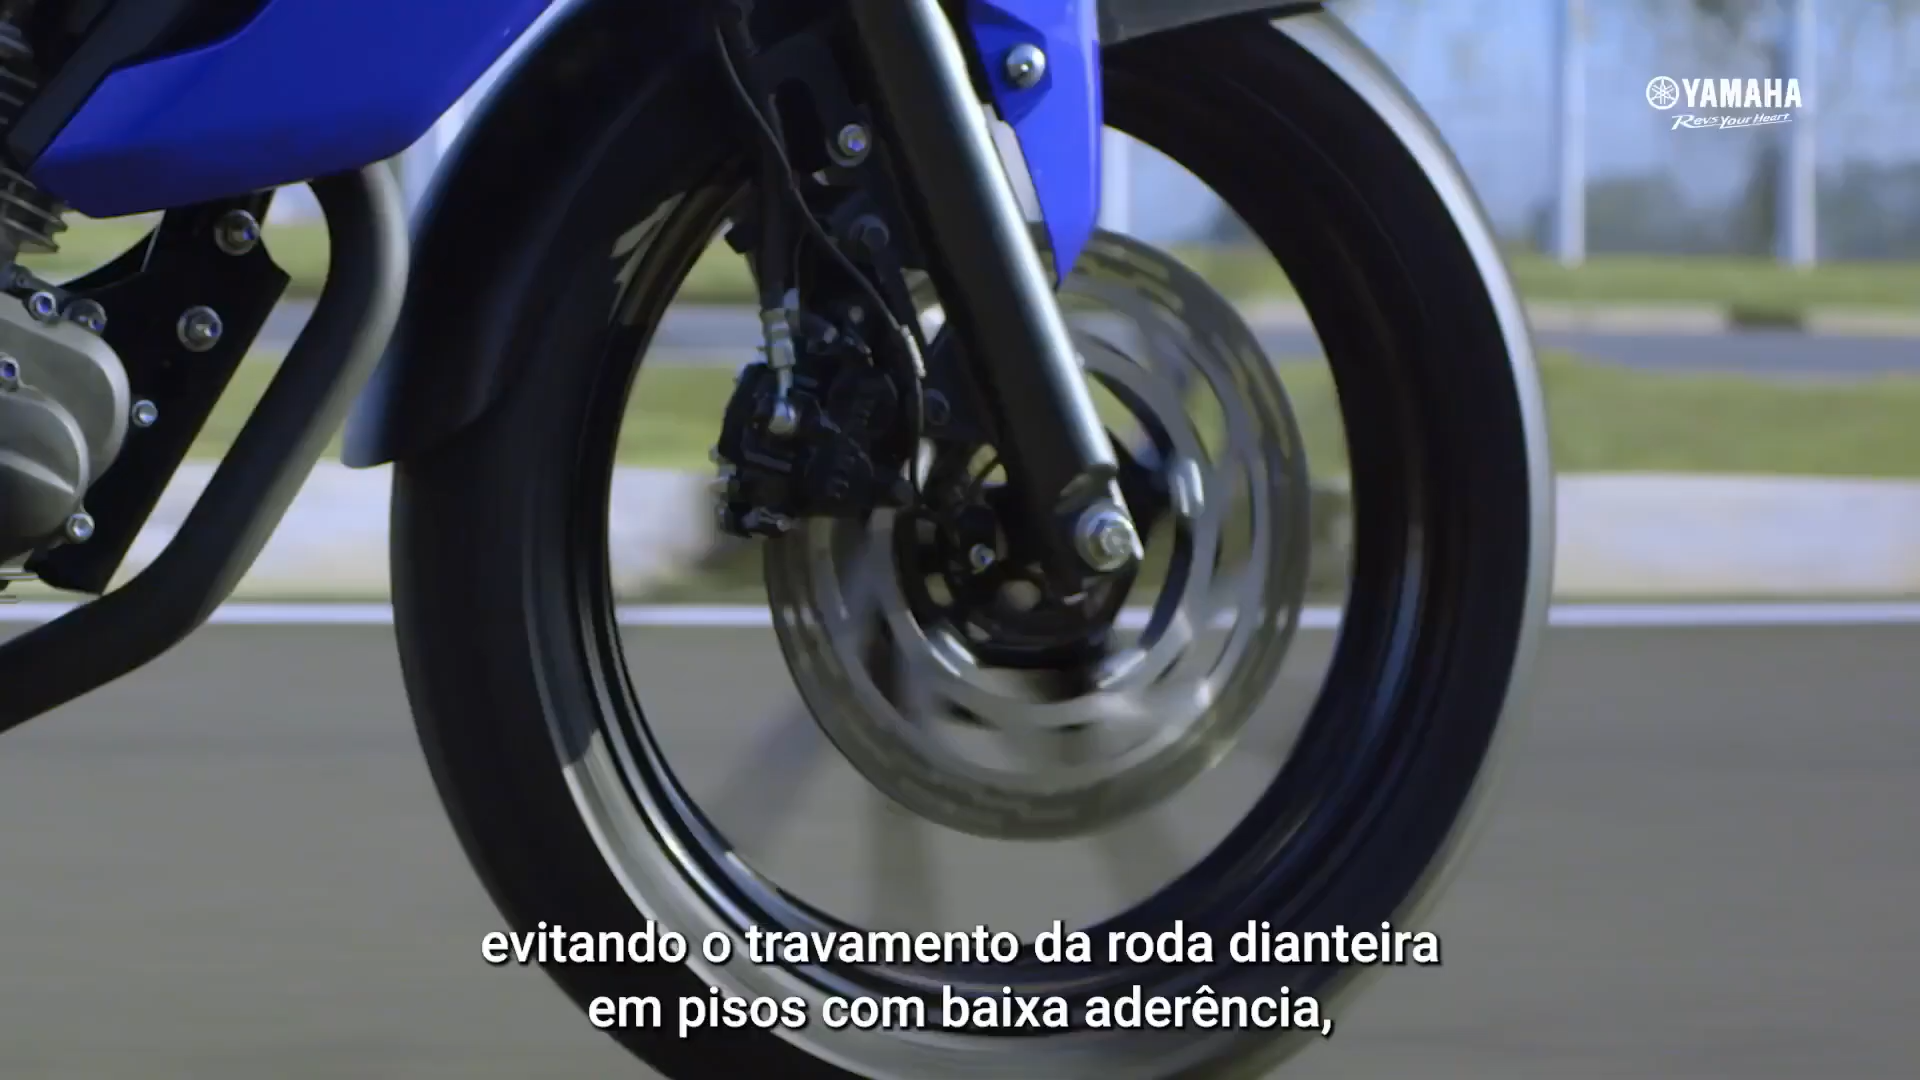 YAMAHA
Revs Your Heart
evitando o travamento da roda dianteira
em pisos com baixa aderência,